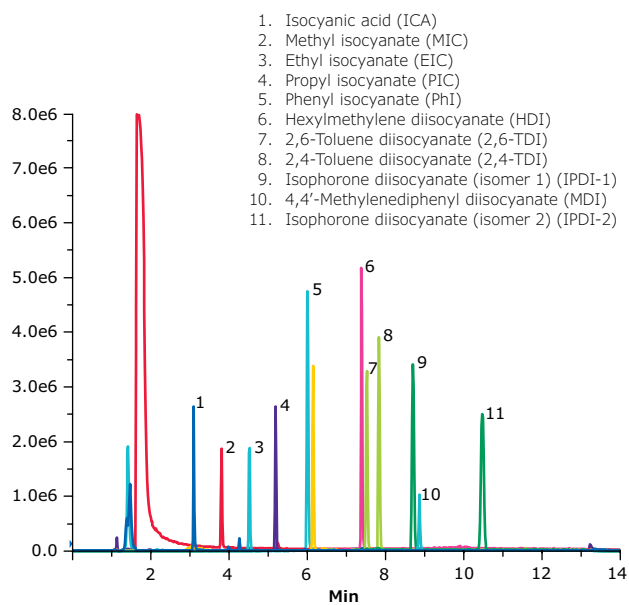 1. Isocyanic acid (ICA)
2. Methyl isocyanate (MIC)
3. Ethyl isocyanate (EIC)
4. Propyl isocyanate (PIC)
5. Phenyl isocyanate (PhI)
6. Hexylmethylene diisocyanate (HDI)
7. 2,6-Toluene diisocyanate (2,6-TDI)
8. 2,4-Toluene diisocyanate (2,4-TDI)
9. Isophorone diisocyanate (isomer 1) (IPDI-1)
10. 4,4′-Methylenediphenyl diisocyanate (MDI)
11. Isophorone diisocyanate (isomer 2) (IPDI-2)
8.0e6
7.0e6
6.0e6
5.0e6
4.0e6
3.0e6
2.0e6
1.0e6
0.0
1
2
3
4
5
6
7
8
9
10
11
2 4 6 8 10 12 14
Min